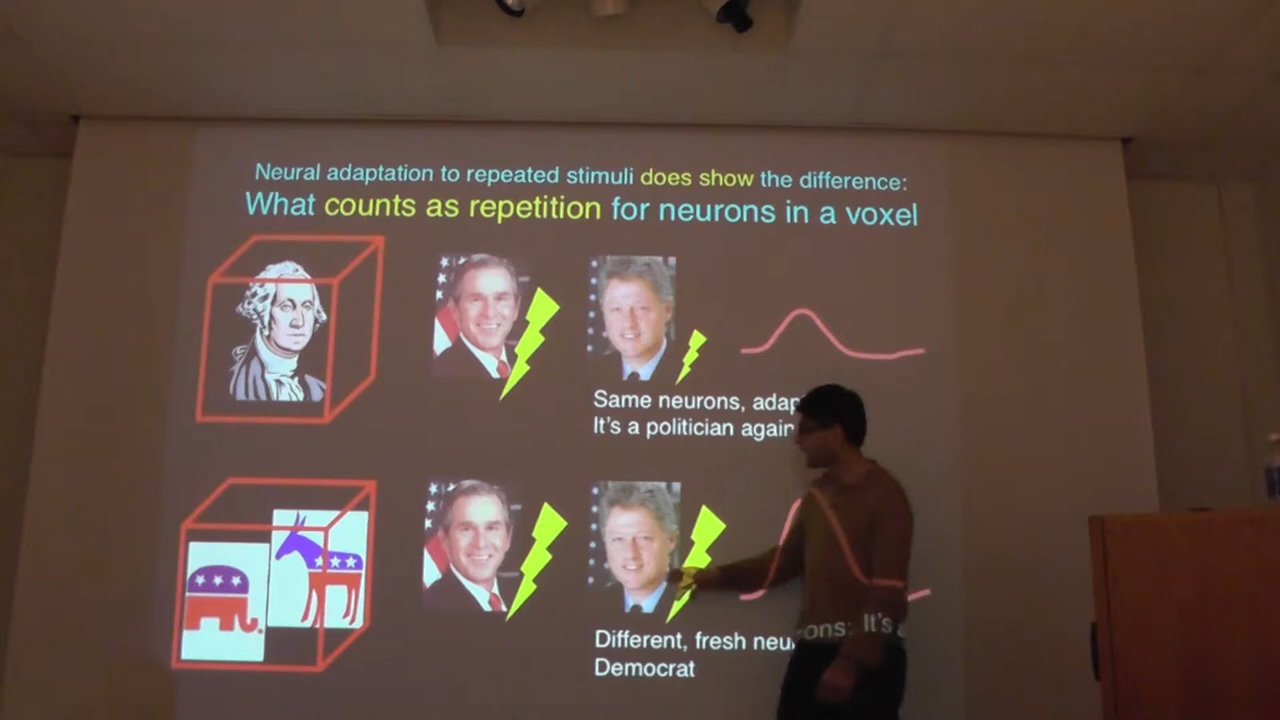 Neural adaptation to repeated stimuli does show the difference:
What counts as repetition for neurons in a voxel
Same neurons, adap
It's a politician again
Different, fresh neu ons: It's a
Democrat